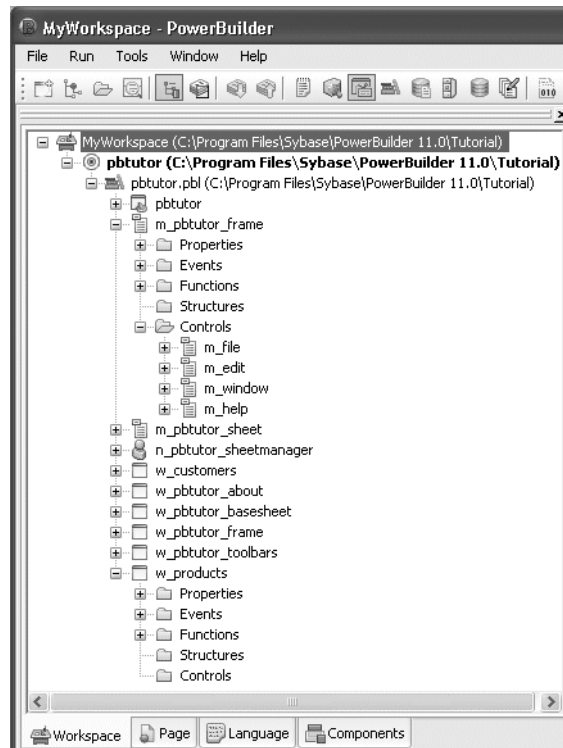 MyWorkspace - PowerBuilder
File Run Tools Window Help
010
MyWorkspace (C:\Program Files\Sybase\PowerBuilder 11.0\Tutorial)
pbtutor (C:\Program Files\Sybase\PowerBuilder 11.0\Tutorial)
pbtutor.pbl (C:\Program Files\Sybase\PowerBuilder 11.0\Tutorial)
pbtutor
m_pbtutor_frame
Properties
Events
Functions
Structures
Controls
m_file
m_edit
m_window
m_help
m_pbtutor_sheet
n_pbtutor_sheetmanager
w_customers
w_pbtutor_about
w_pbtutor_basesheet
w_pbtutor_frame
w_pbtutor_toolbars
w_products
Properties
Events
Functions
Structures
Controls
Workspace Page Language Components